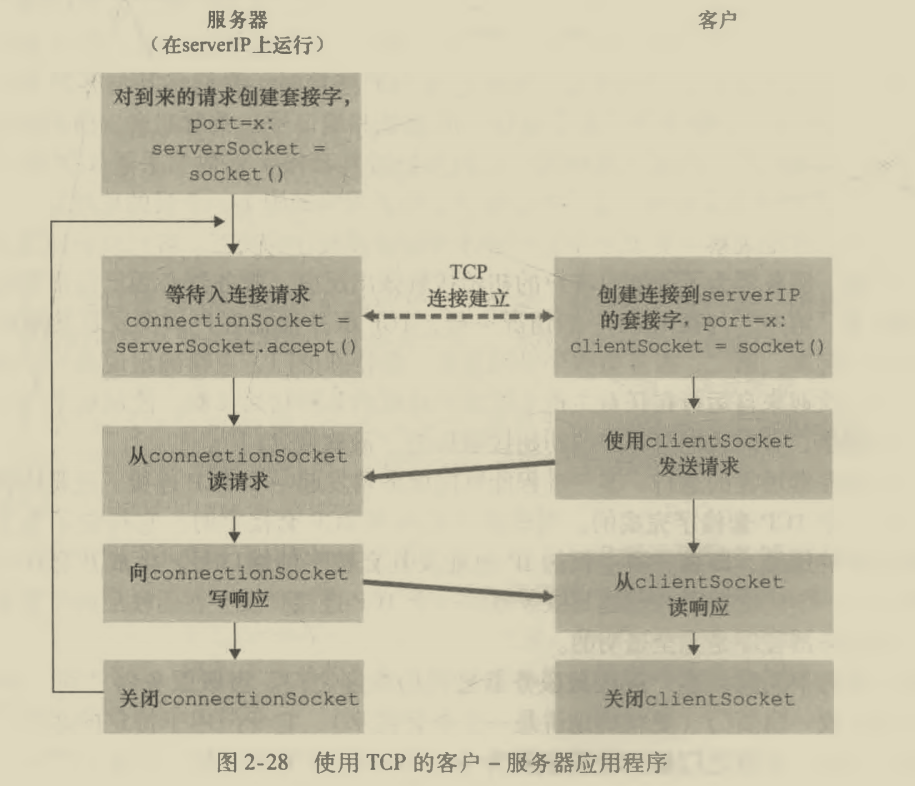 服务器
（在serverIP上运行）
客户
对到来的请求创建套接字，
port=x:
serverSocket =
socket()
等待入连接请求
connectionSocket =
serverSocket.accept()
TCP
连接建立
创建连接到serverIP
的套接字，port=x:
clientSocket = socket()
从connectionSocket
读请求
使用clientSocket
发送请求
向connectionSocket
写响应
从clientSocket
读响应
关闭connectionSocket
关闭clientSocket
图 2-28 使用 TCP 的客户 – 服务器应用程序